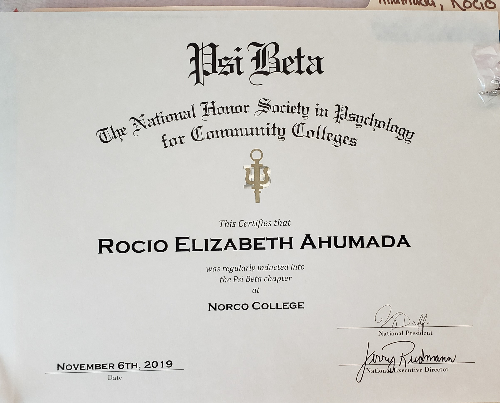 Ahumada, Rocio
Psi Beta
The National Honor Society in Psychology
for Community Colleges
This Certifies that
ROCIO ELIZABETH AHUMADA
was regularly inducted into
the Psi Beta chapter
at
NORCO COLLEGE
National President
Jerry Rudmann
National Executive Director
NOVEMBER 6TH, 2019
Date